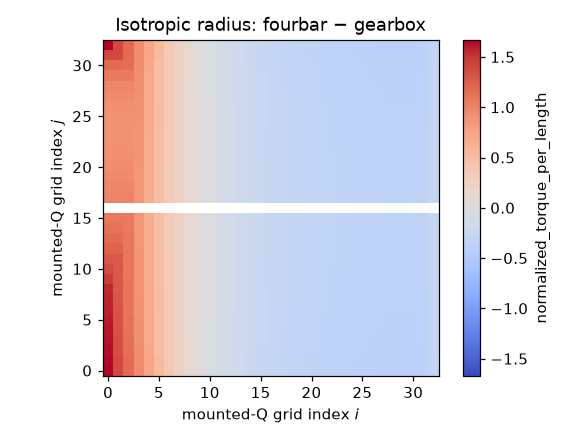 Isotropic radius: fourbar − gearbox
mounted-Q grid index j
30
25
20
15
10
5
0
0 5 10 15 20 25 30
mounted-Q grid index i
1.5
1.0
0.5
0.0
−0.5
−1.0
−1.5
normalized_torque_per_length